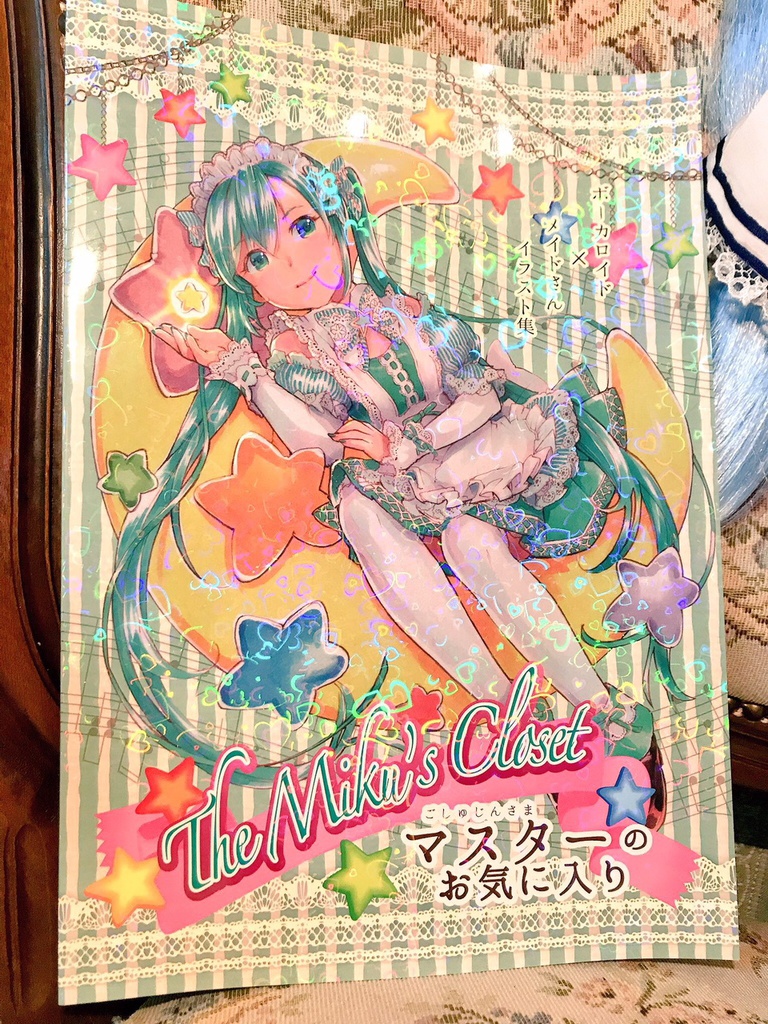 ボーカロイド
×
メイドさん
イラスト集
The Miku's Closet
ごしゅじんさま
マスターの
お気に入り